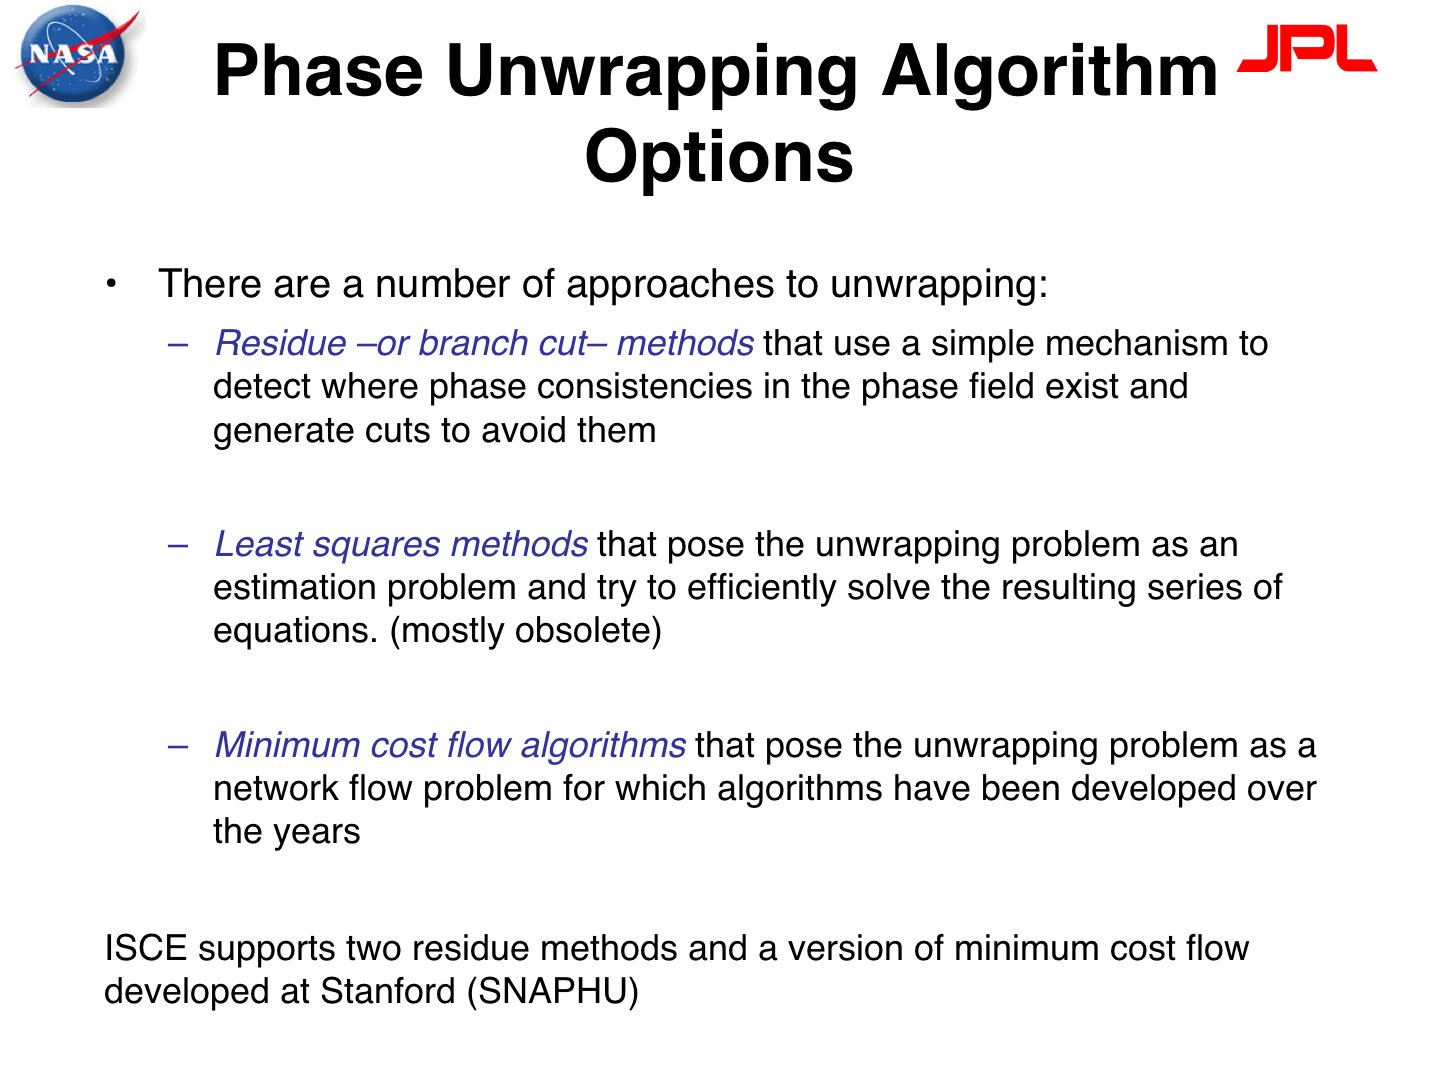 NASA
JPL
Phase Unwrapping Algorithm
Options
• There are a number of approaches to unwrapping:
– Residue –or branch cut– methods that use a simple mechanism to
detect where phase consistencies in the phase field exist and
generate cuts to avoid them
– Least squares methods that pose the unwrapping problem as an
estimation problem and try to efficiently solve the resulting series of
equations. (mostly obsolete)
– Minimum cost flow algorithms that pose the unwrapping problem as a
network flow problem for which algorithms have been developed over
the years
ISCE supports two residue methods and a version of minimum cost flow
developed at Stanford (SNAPHU)